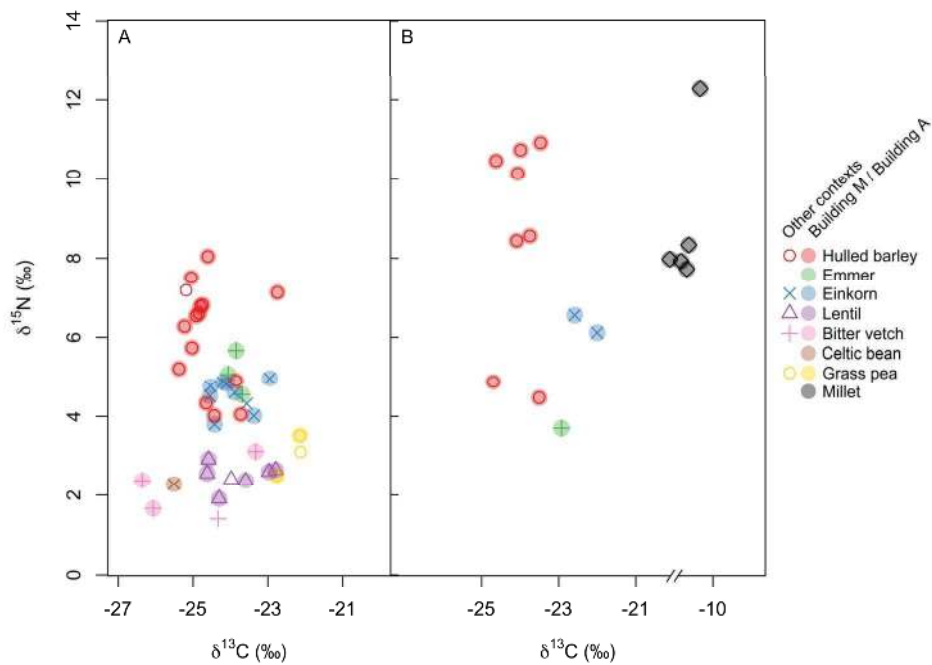 A
B
14
12
10
8
6
4
2
0
δ¹⁵N (‰)
-27
-25
-23
-21
-25
-23
-21
-10
δ¹³C (‰)
δ¹³C (‰)
Other contexts
Building M / Building A
Hulled barley
Emmer
Einkorn
Lentil
Bitter vetch
Celtic bean
Grass pea
Millet